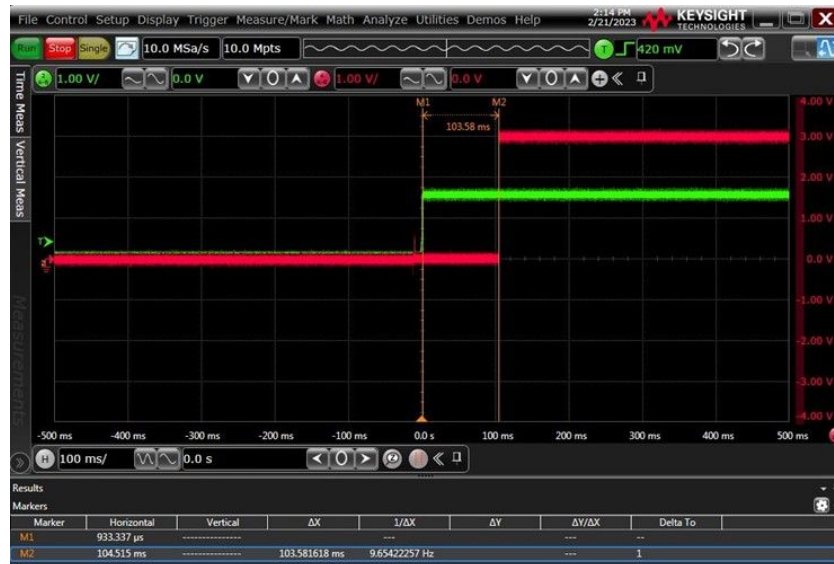 File Control Setup Display Trigger Measure/Mark Math Analyze Utilities Demos Help
2:14 PM
2/21/2023
KEYSIGHT
TECHNOLOGIES
Run Stop Single 10.0 MSa/s 10.0 Mpts T 420 mV
1.00 V/ 0.0 V 0 1.00 V/ 0.0 V 0
Time Meas
Vertical Meas
Measurements
M1 M2
103.58 ms
4.00 V
3.00 V
2.00 V
1.00 V
0.0 V
-1.00 V
-2.00 V
-3.00 V
-4.00 V
T
-500 ms -400 ms -300 ms -200 ms -100 ms 0.0 s 100 ms 200 ms 300 ms 400 ms 500 ms
H 100 ms/ 0.0 s 0
Results
Markers
Marker Horizontal Vertical ΔX 1/ΔX ΔY ΔY/ΔX Delta To
M1 933.337 µs --------------- --- --- --
M2 104.515 ms --------------- 103.581618 ms 9.65422257 Hz --- 1